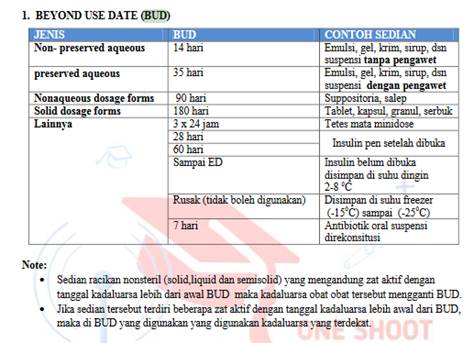 1. BEYOND USE DATE (BUD)
JENIS BUD CONTOH SEDIAN
Non- preserved aqueous 14 hari Emulsi, gel, krim, sirup, dsn
suspensi tanpa pengawet
preserved aqueous 35 hari Emulsi, gel, krim, sirup, dsn
suspensi dengan pengawet
Nonaqueous dosage forms 90 hari Suppositoria, salep
Solid dosage forms 180 hari Tablet, kapsul, granul, serbuk
Lainnya 3 x 24 jam Tetes mata minidose
28 hari Insulin pen setelah dibuka
60 hari
Sampai ED Insulin belum dibuka
disimpan di suhu dingin
2-8 °C
Rusak (tidak boleh digunakan) Disimpan di suhu freezer
(-15°C) sampai (-25°C)
7 hari Antibiotik oral suspensi
direkonsitusi
Note:
• Sedian racikan nonsteril (solid,liquid dan semisolid) yang mengandung zat aktif dengan
tanggal kadaluarsa lebih dari awal BUD maka kadaluarsa obat obat tersebut mengganti BUD.
• Jika sedian tersebut terdiri beberapa zat aktif dengan tanggal kadaluarsa lebih awal dari BUD,
maka di BUD yang digunakan yang digunakan kadaluarsa yang terdekat.
ONE SHOOT